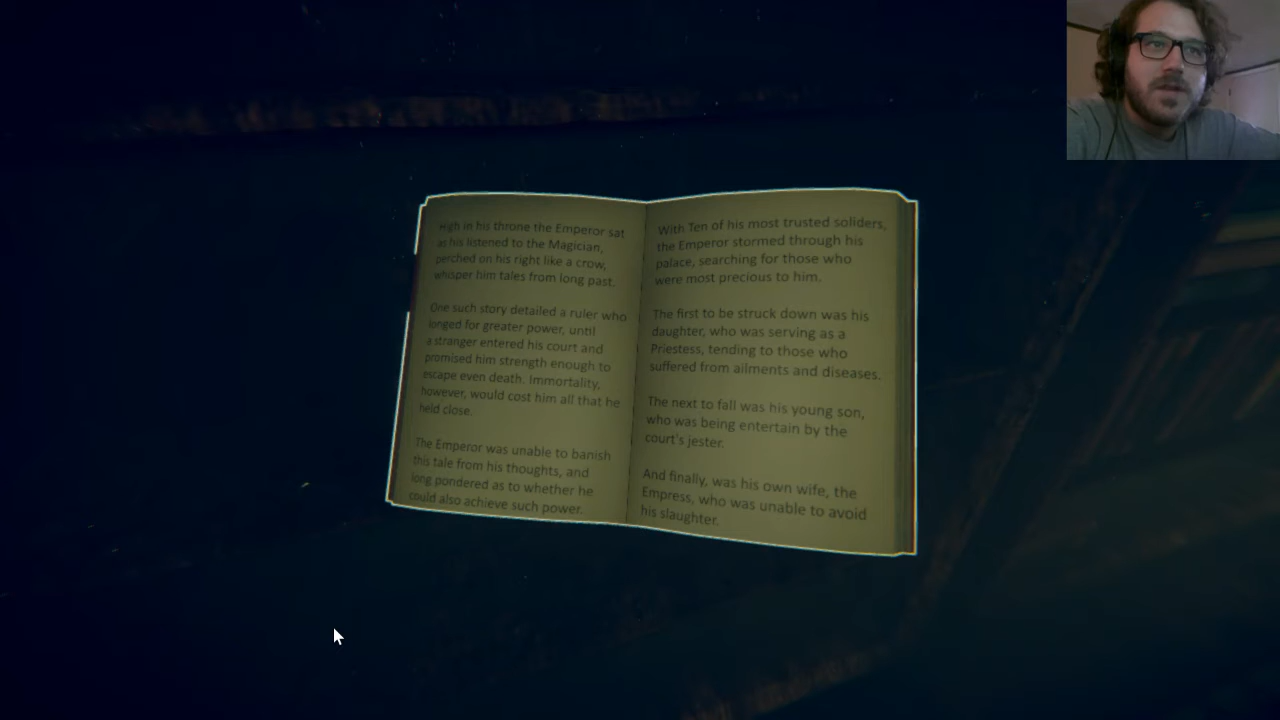 High in his throne the Emperor sat
as his listened to the Magician,
perched on his right like a crow,
whisper him tales from long past.
One such story detailed a ruler who
longed for greater power, until
a stranger entered his court and
promised him strength enough to
escape even death. Immortality,
however, would cost him all that he
held close.
The Emperor was unable to banish
this tale from his thoughts, and
long pondered as to whether he
could also achieve such power.
With Ten of his most trusted soliders,
the Emperor stormed through his
palace, searching for those who
were most precious to him.
The first to be struck down was his
daughter, who was serving as a
Priestess, tending to those who
suffered from ailments and diseases.
The next to fall was his young son,
who was being entertain by the
court's jester.
And finally, was his own wife, the
Empress, who was unable to avoid
his slaughter.